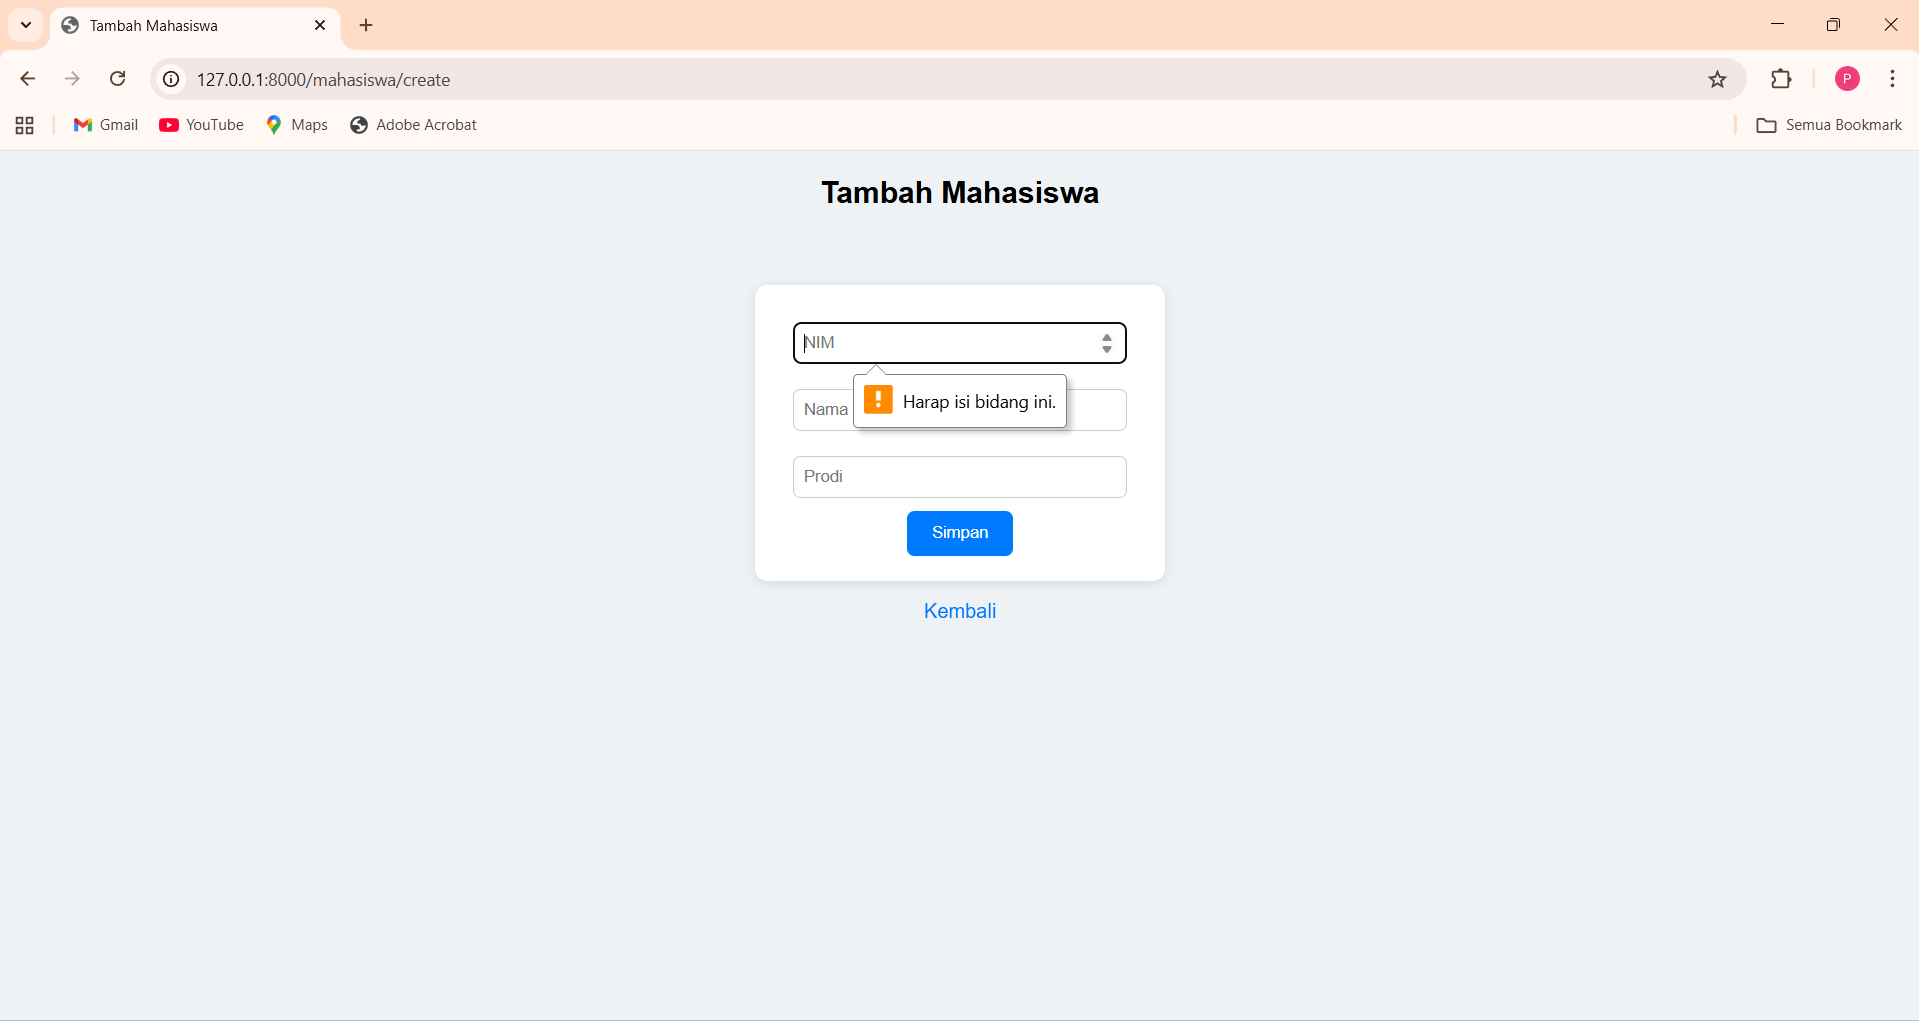 Tambah Mahasiswa
127.0.0.1:8000/mahasiswa/create
P
Gmail YouTube Maps Adobe Acrobat Semua Bookmark
Tambah Mahasiswa
NIM
Harap isi bidang ini.
Nama
Prodi
Simpan
Kembali